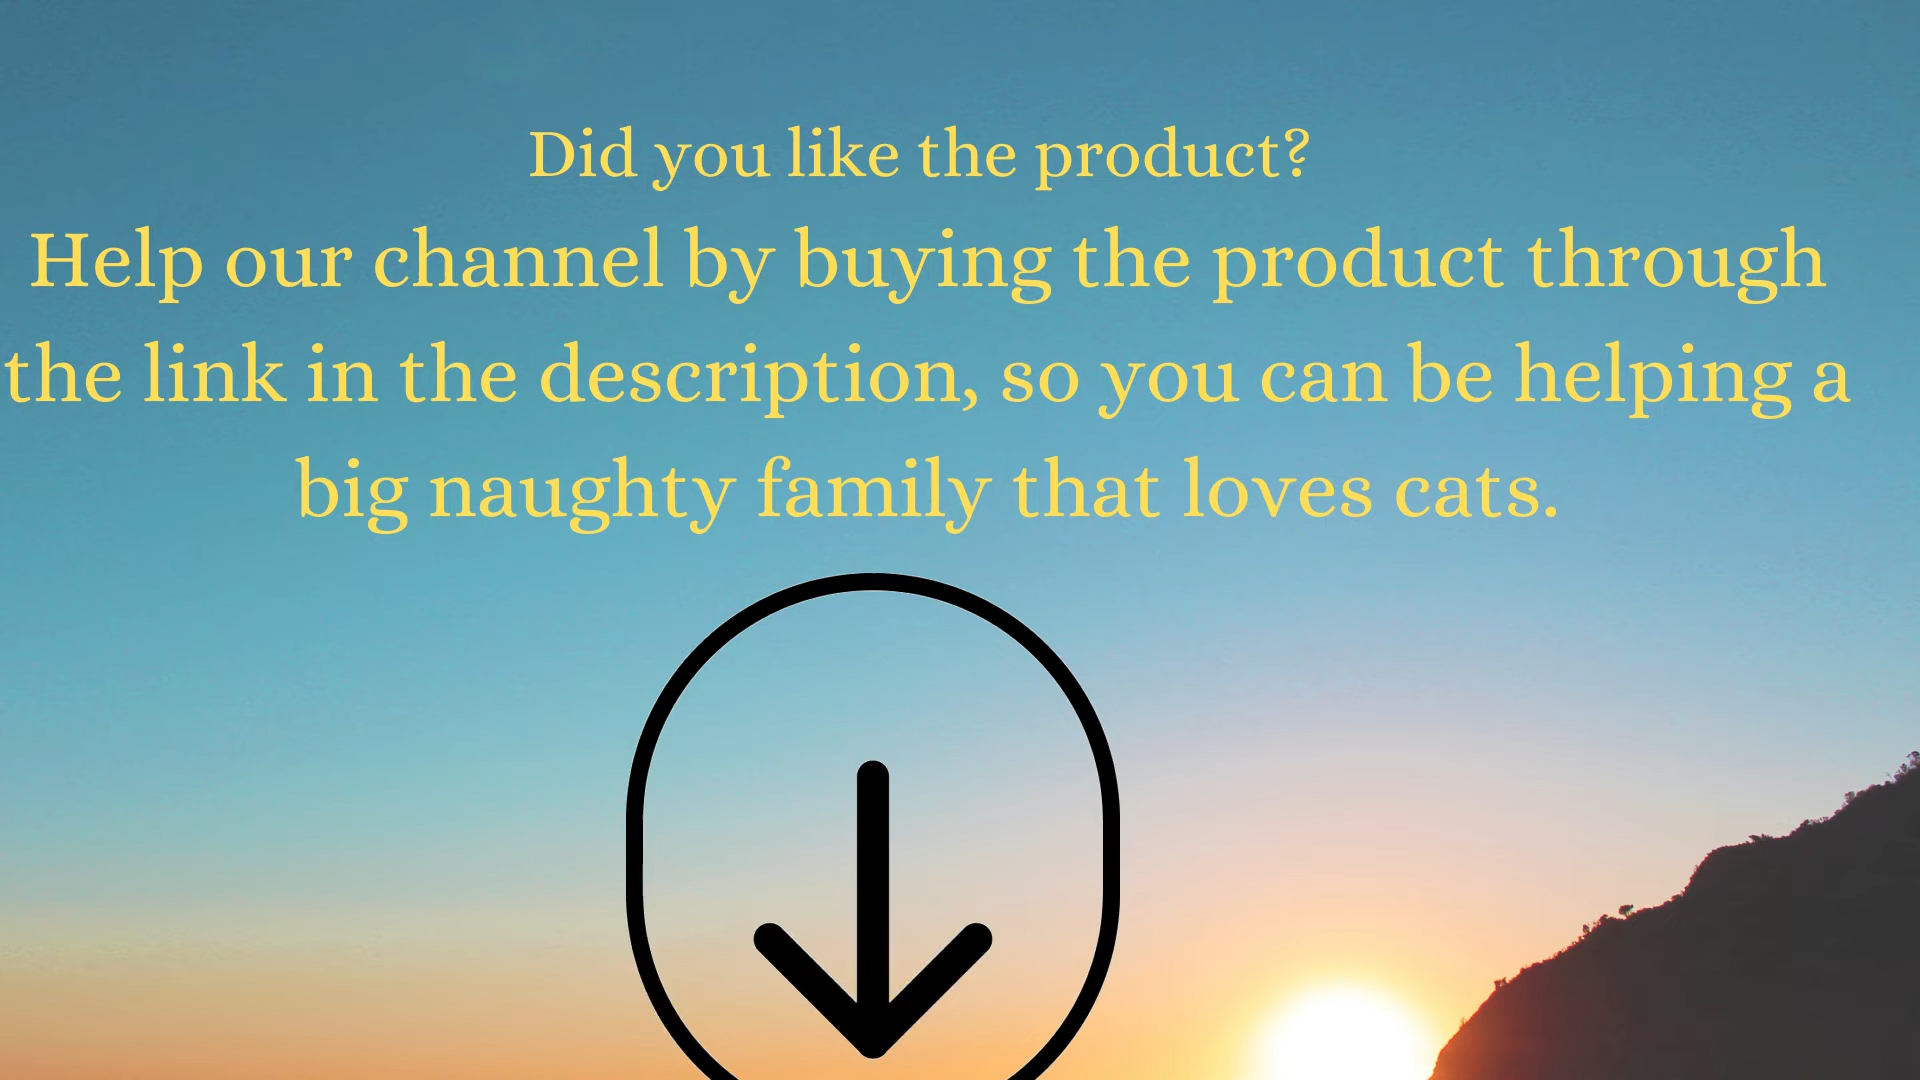 Did you like the product?
Help our channel by buying the product through
the link in the description, so you can be helping a
big naughty family that loves cats.